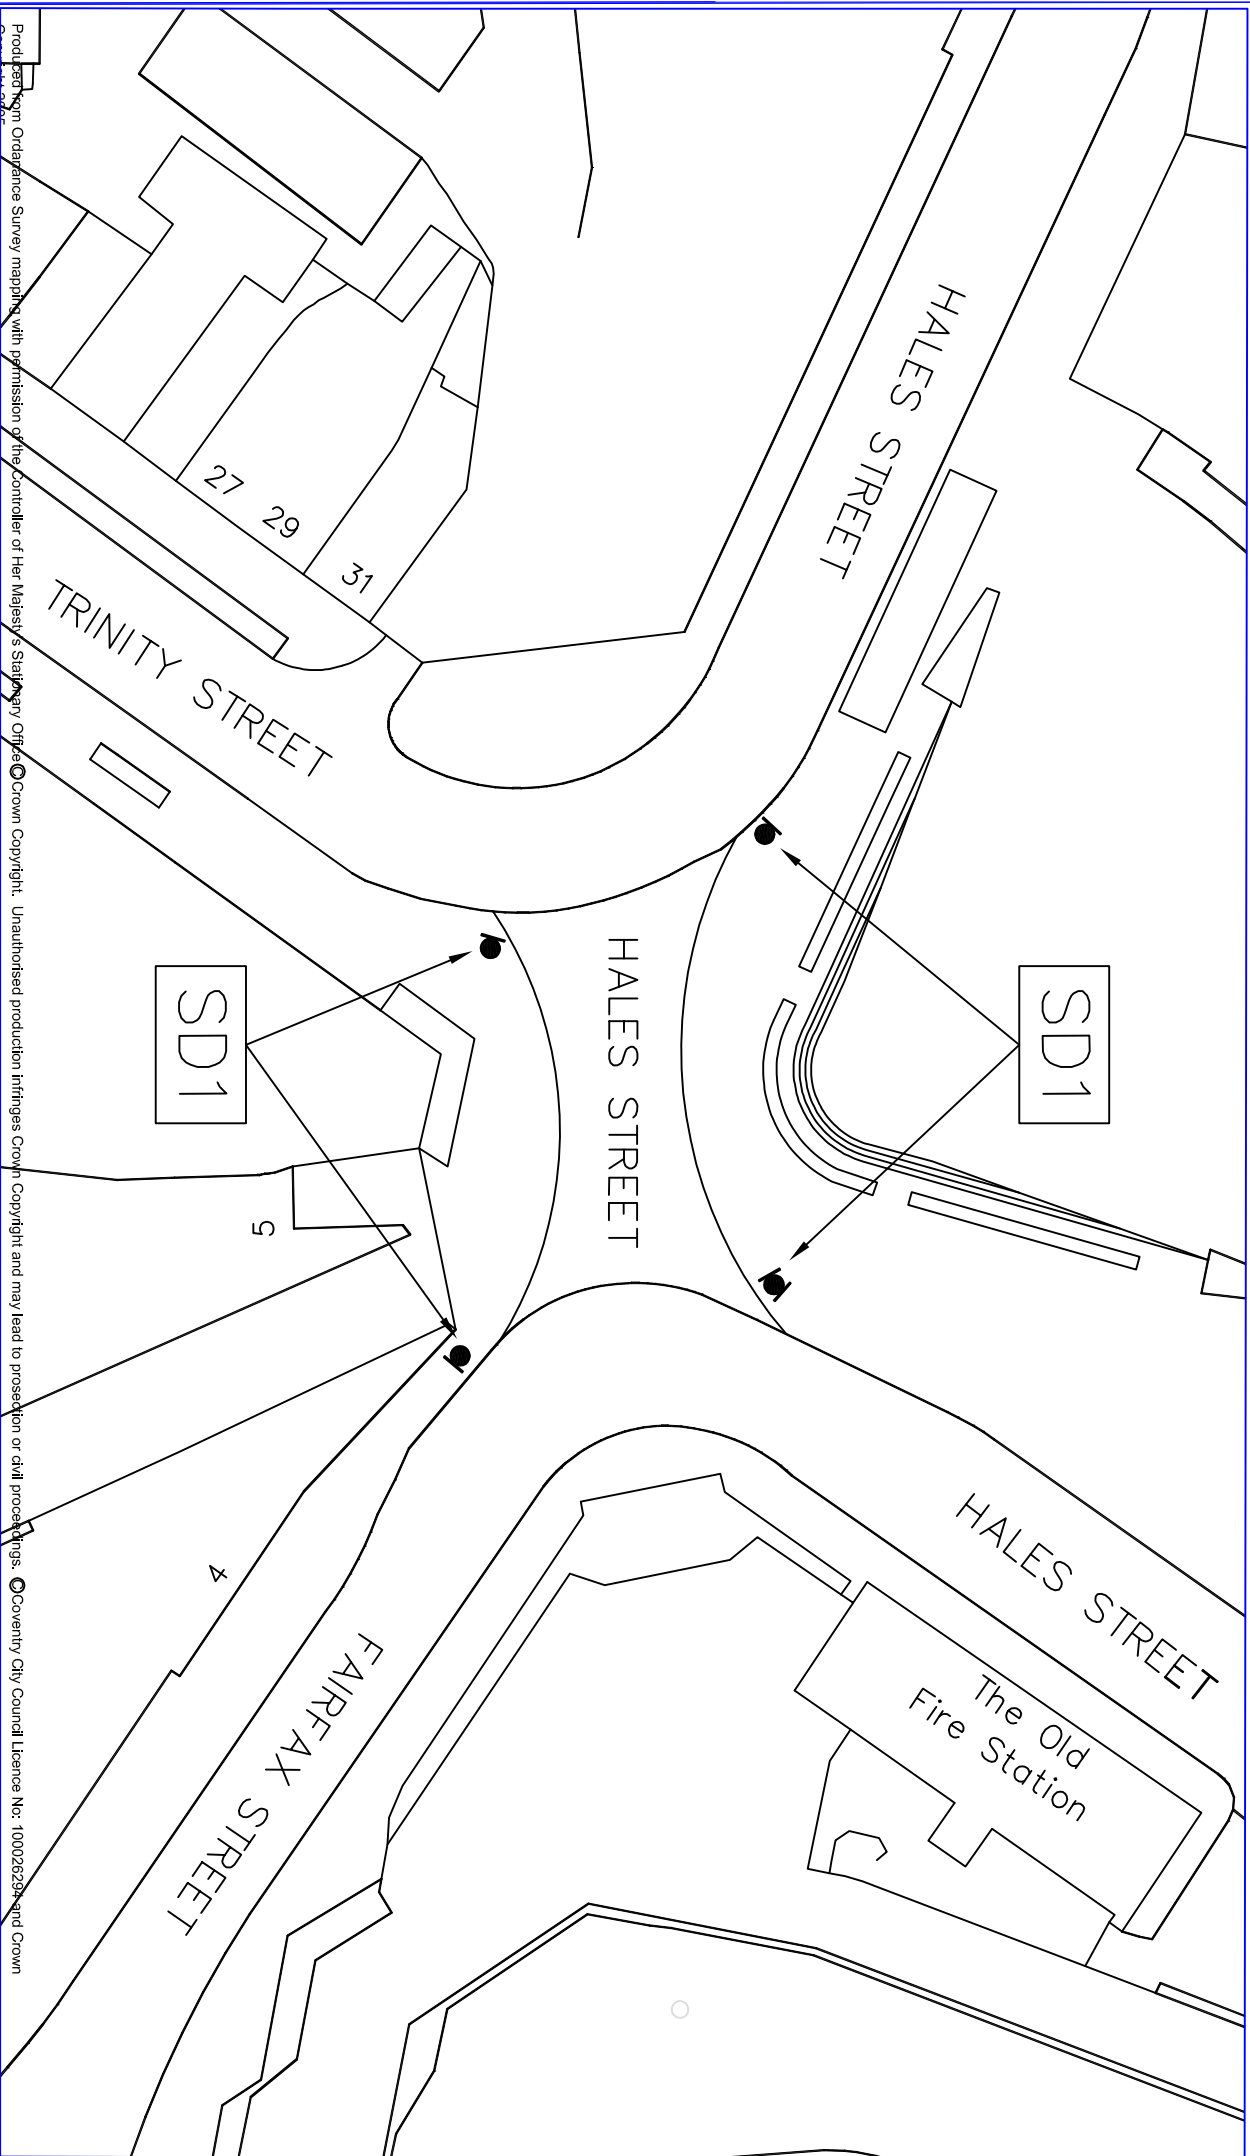 HALES STREET
SD1
HALES STREET
The Old
Fire Station
HALES STREET
SD1
27
29
31
TRINITY STREET
5
4
FAIRFAX STREET
Produced from Ordanance Survey mapping with permission of the Controller of Her Majesty's Stationary Office © Crown Copyright. Unauthorised production infringes Crown Copyright and may lead to prosection or civil proceedings. © Coventry City Council Licence No: 100026294 and Crown